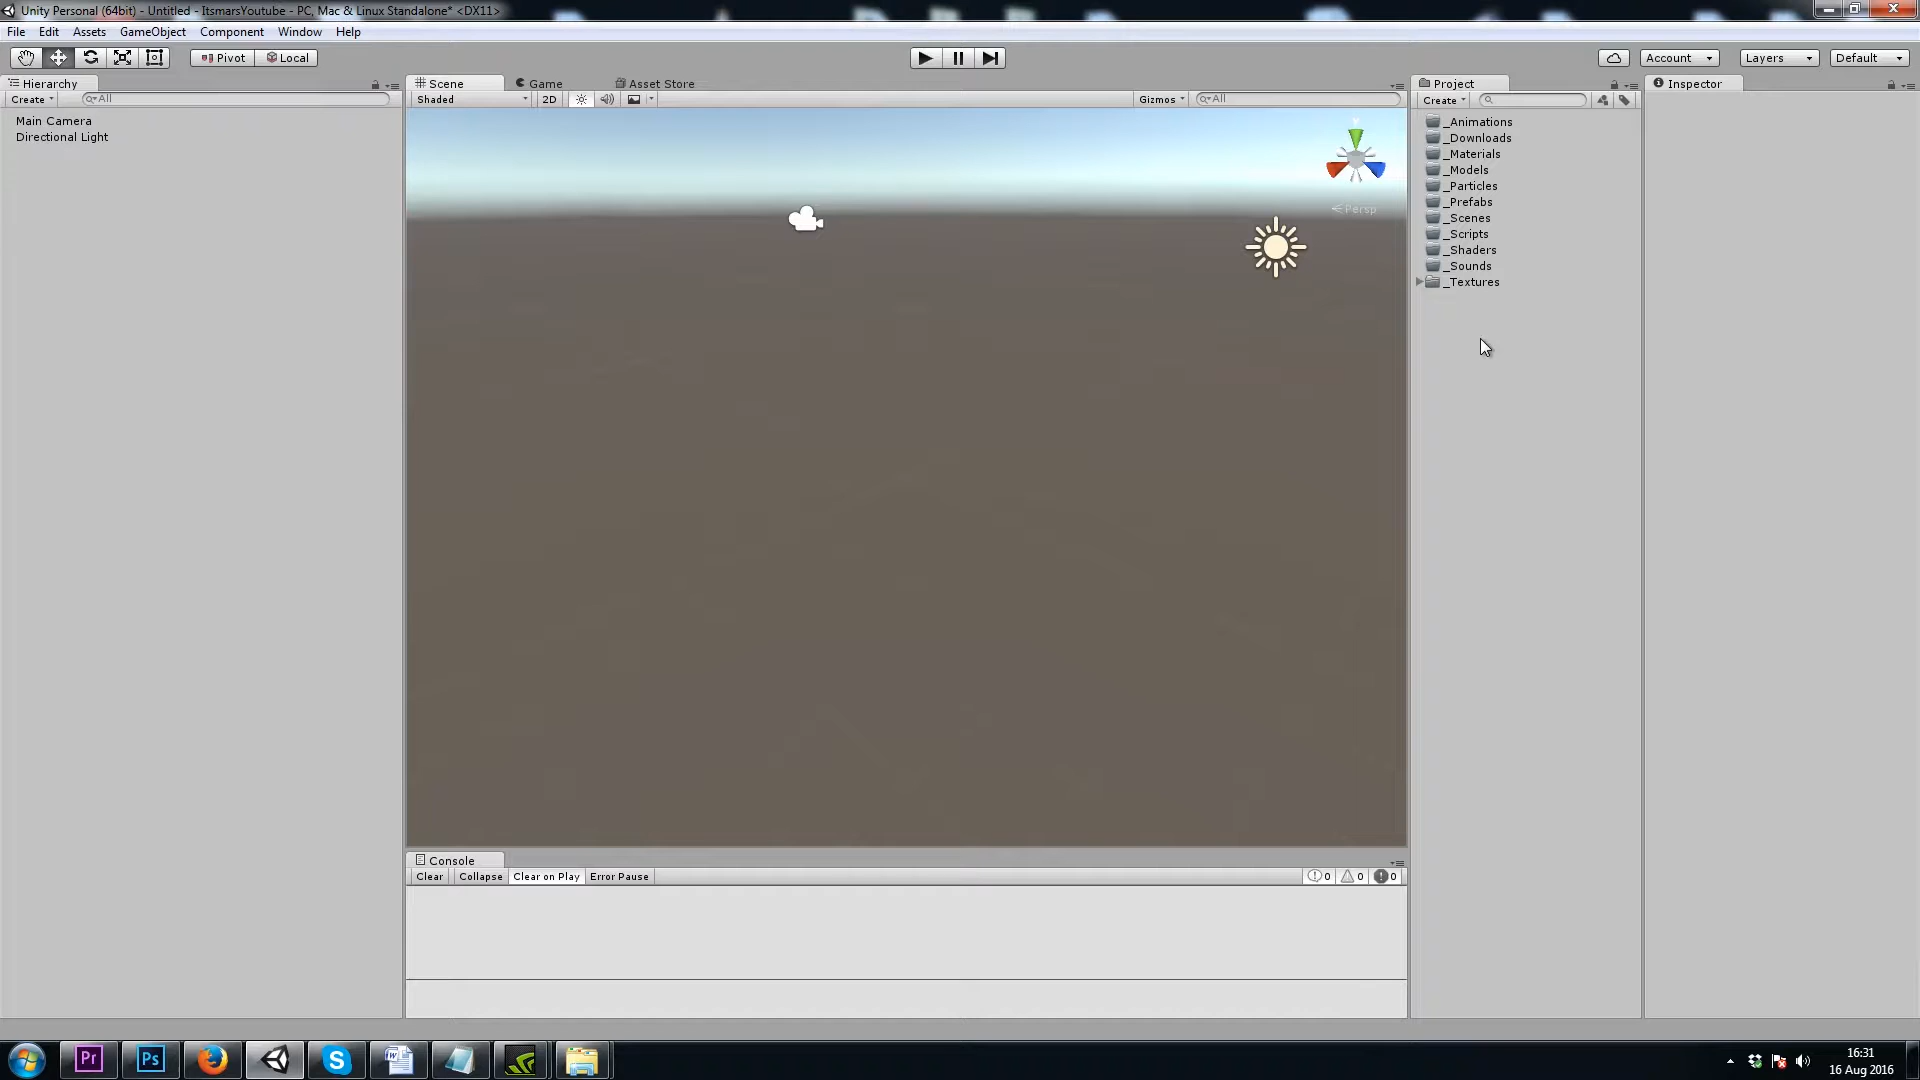 Unity Personal (64bit) - Untitled - ItsmarsYoutube - PC, Mac & Linux Standalone* <DX11>
File Edit Assets GameObject Component Window Help
Pivot Local Account Layers Default
Hierarchy Scene Game Asset Store Project Inspector
Create All Shaded 2D Gizmos All Create
Main Camera
Directional Light
y
Persp
_Animations
_Downloads
_Materials
_Models
_Particles
_Prefabs
_Scenes
_Scripts
_Shaders
_Sounds
_Textures
Console
Clear Collapse Clear on Play Error Pause 0 0 0
Pr Ps S W
16:31
16 Aug 2016